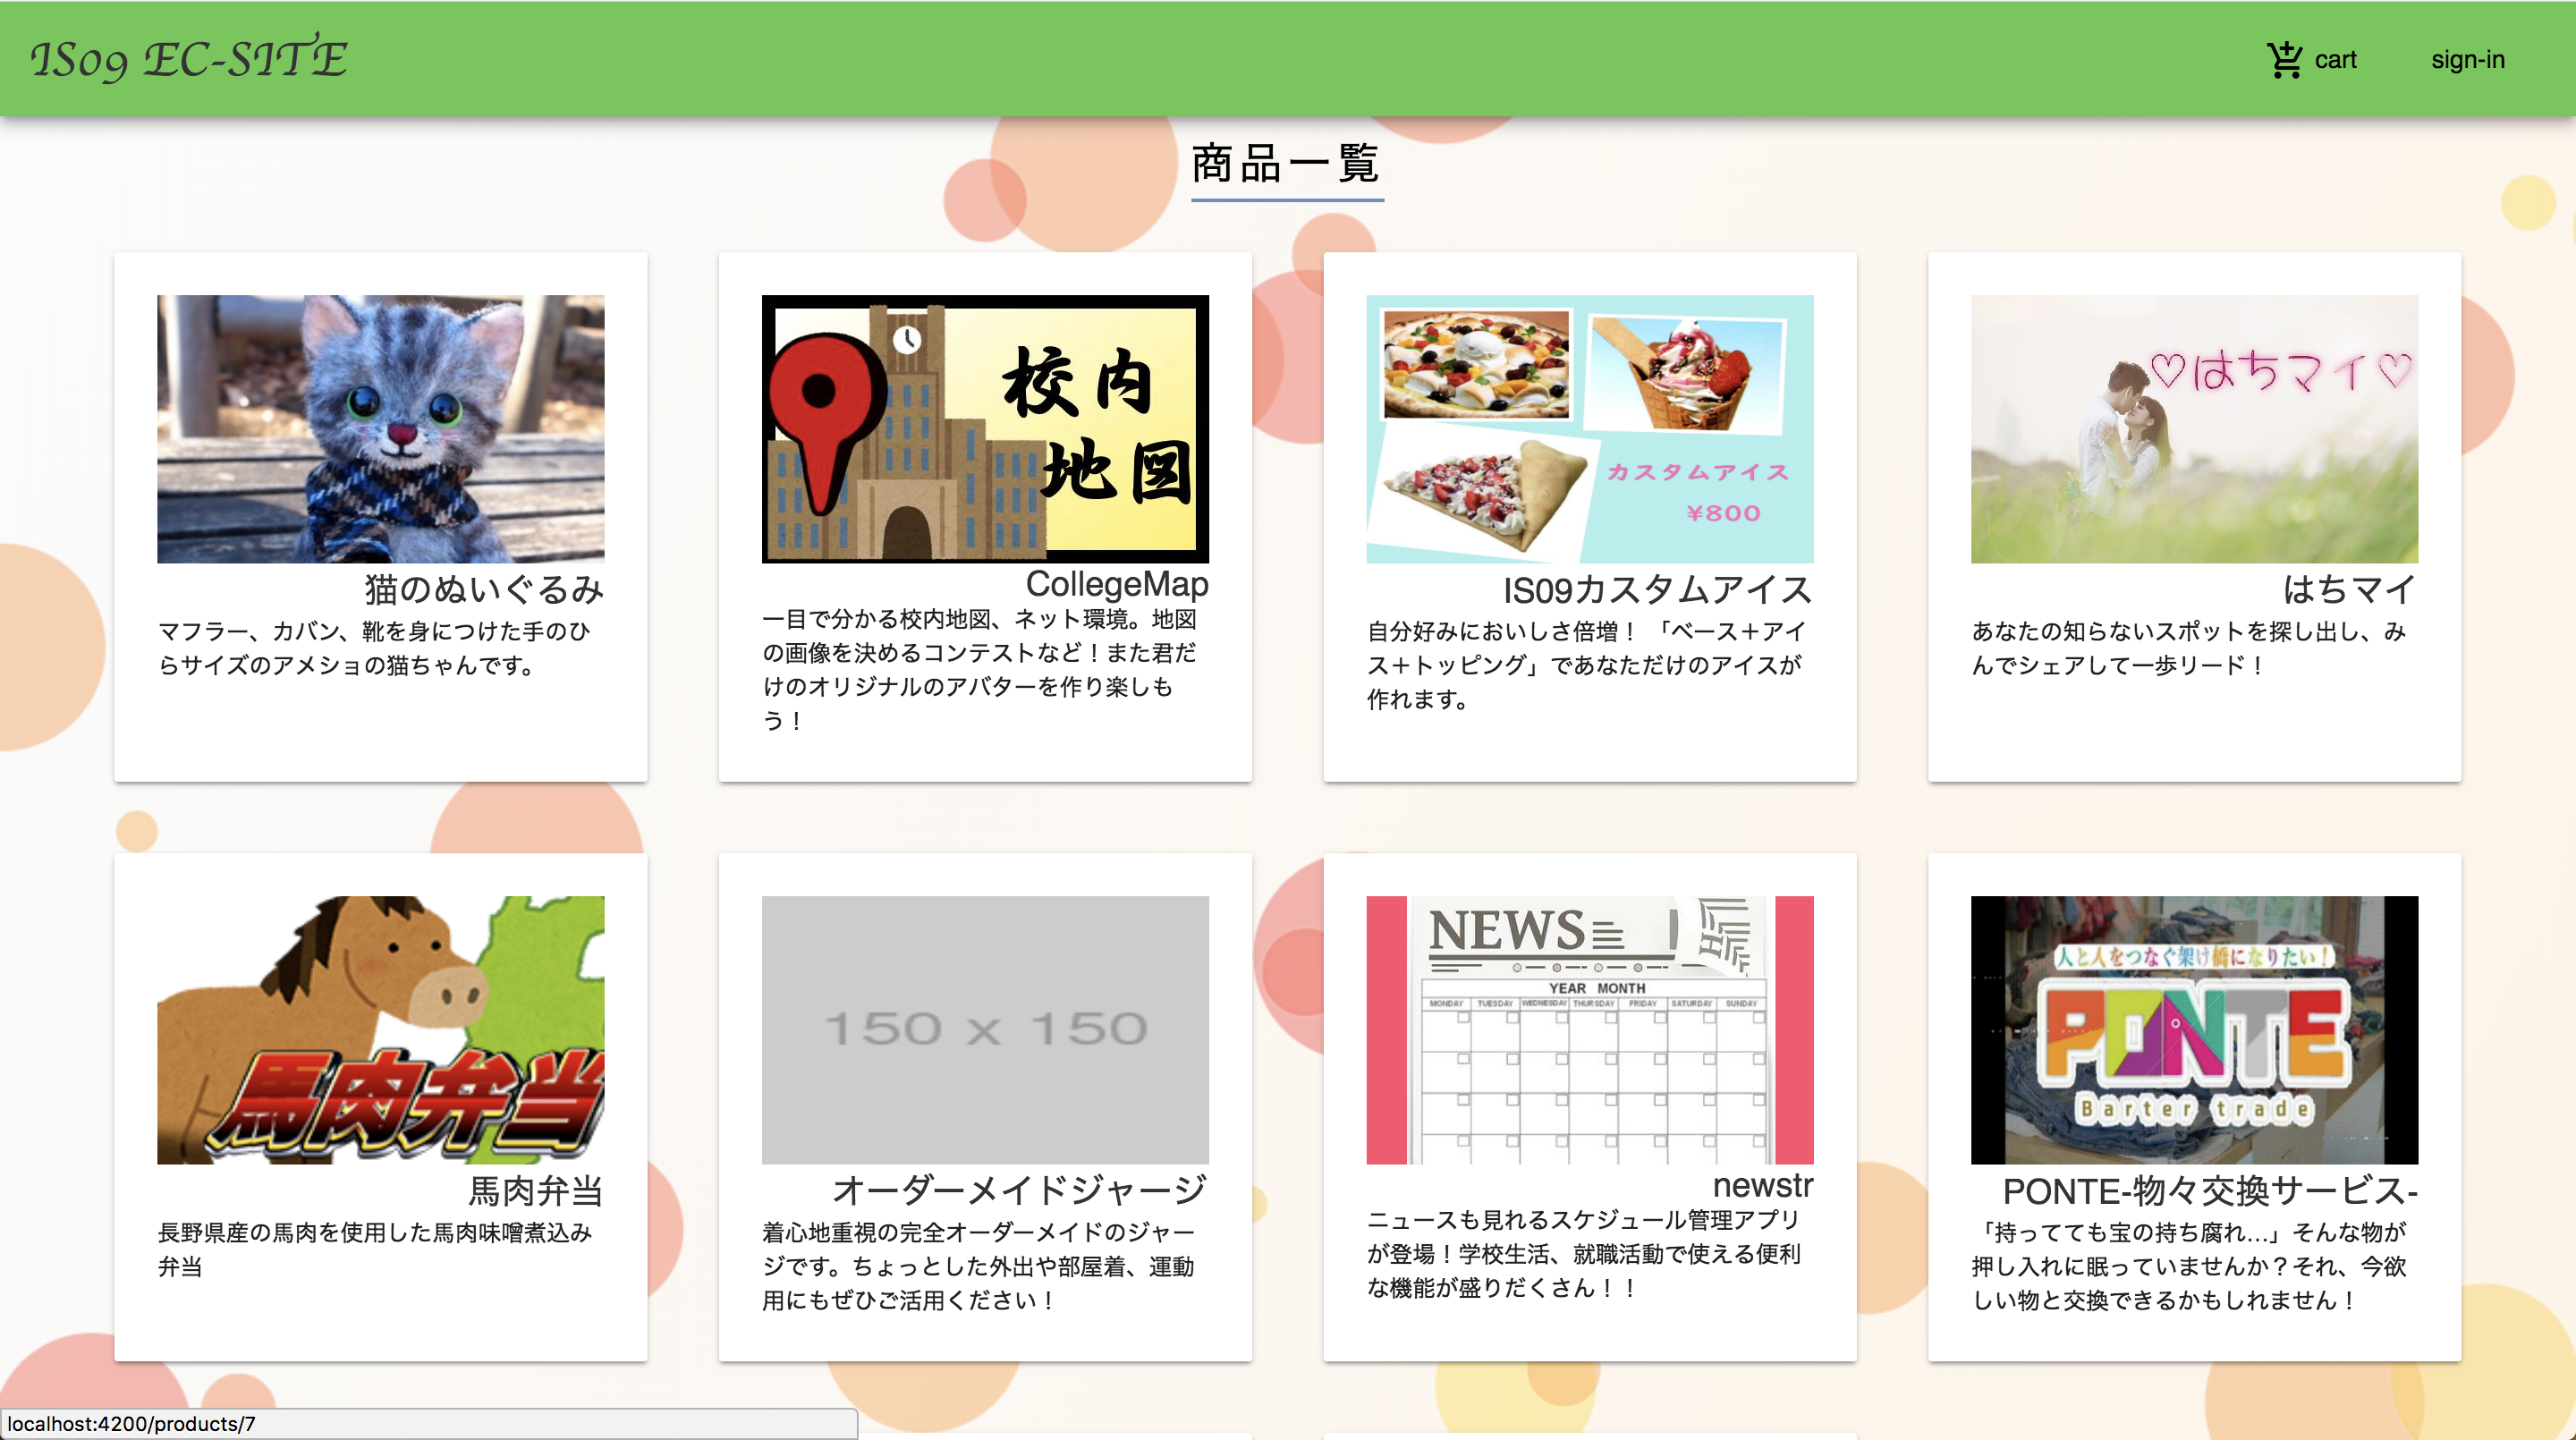 IS09 EC-SITE
cart
sign-in
商品一覧
校内
地図
カスタムアイス
¥800
♡はちマイ♡
猫のぬいぐるみ
マフラー、カバン、靴を身につけた手のひ
らサイズのアメショの猫ちゃんです。
CollegeMap
一目で分かる校内地図、ネット環境。地図
の画像を決めるコンテストなど！また君だ
けのオリジナルのアバターを作り楽しも
う！
IS09カスタムアイス
自分好みにおいしさ倍増！「ベース＋アイ
ス＋トッピング」であなただけのアイスが
作れます。
はちマイ
あなたの知らないスポットを探し出し、み
んでシェアして一歩リード！
馬肉弁当
150 x 150
NEWS
YEAR MONTH
MONDAY TUESDAY WEDNESDAY THURSDAY FRIDAY SATURDAY SUNDAY
人と人をつなぐ架け橋になりたい！
PONTE
Barter trade
馬肉弁当
長野県産の馬肉を使用した馬肉味噌煮込み
弁当
オーダーメイドジャージ
着心地重視の完全オーダーメイドのジャー
ジです。ちょっとした外出や部屋着、運動
用にもぜひご活用ください！
newstr
ニュースも見れるスケジュール管理アプリ
が登場！学校生活、就職活動で使える便利
な機能が盛りだくさん！！
PONTE-物々交換サービス-
「持ってても宝の持ち腐れ…」そんな物が
押し入れに眠っていませんか？それ、今欲
しい物と交換できるかもしれません！
localhost:4200/products/7